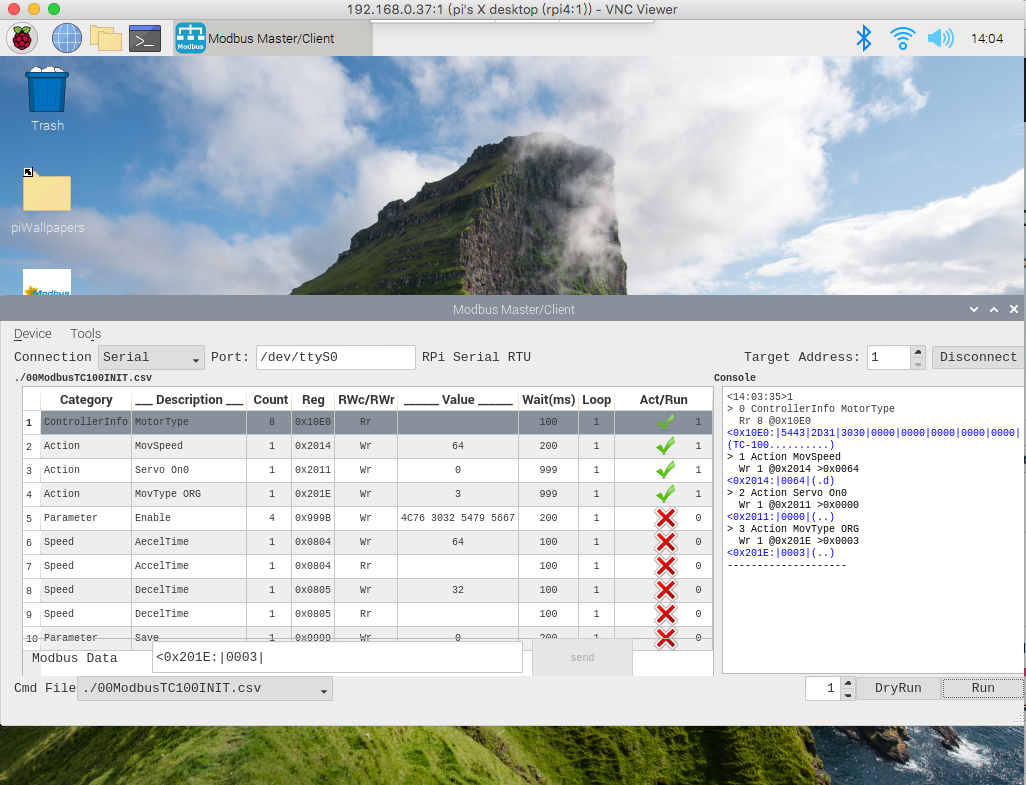 192.168.0.37:1 (pi's X desktop (rpi4:1)) - VNC Viewer
Modbus Modbus Master/Client 14:04
Trash
piWallpapers
Modbus
Modbus Master/Client
Device Tools
Connection Serial Port: /dev/ttyS0 RPi Serial RTU Target Address: 1 Disconnect
./00ModbusTC100INIT.csv
Category ___ Description ___ Count Reg RWc/RWr ______ Value ______ Wait(ms) Loop Act/Run
1 ControllerInfo MotorType 8 0x10E0 Rr 100 1 1
2 Action MovSpeed 1 0x2014 Wr 64 200 1 1
3 Action Servo On0 1 0x2011 Wr 0 999 1 1
4 Action MovType ORG 1 0x201E Wr 3 999 1 1
5 Parameter Enable 4 0x999B Wr 4C76 3032 5479 5667 200 1 0
6 Speed AecelTime 1 0x0804 Wr 64 100 1 0
7 Speed AccelTime 1 0x0804 Rr 100 1 0
8 Speed DecelTime 1 0x0805 Wr 32 100 1 0
9 Speed DecelTime 1 0x0805 Rr 100 1 0
10 Parameter Save 1 0x9999 Wr 0 200 1 0
Modbus Data <0x201E:|0003| send
Cmd File ./00ModbusTC100INIT.csv 1 DryRun Run
Console
<14:03:35>1
> 0 ControllerInfo MotorType
Rr 8 @0x10E0
<0x10E0:|5443|2D31|3030|0000|0000|0000|0000|0000|
(TC-100..........)
> 1 Action MovSpeed
Wr 1 @0x2014 >0x0064
<0x2014:|0064|(.d)
> 2 Action Servo On0
Wr 1 @0x2011 >0x0000
<0x2011:|0000|(..)
> 3 Action MovType ORG
Wr 1 @0x201E >0x0003
<0x201E:|0003|(..)
--------------------